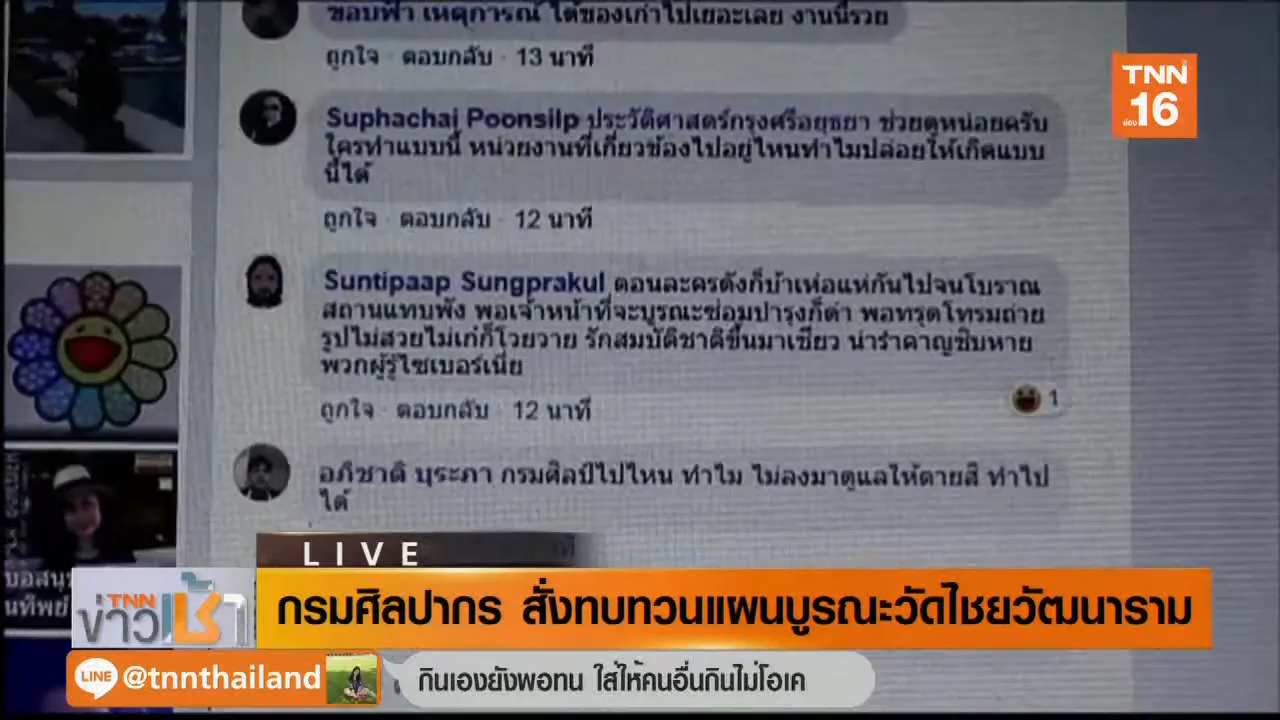 ขอบฟ้า เหตุการณ์ ได้ของเก่าไปเยอะเลย งานนี้รวย
ถูกใจ · ตอบกลับ · 13 นาที
TNN
ช่อง 16
Suphachai Poonsilp ประวัติศาสตร์กรุงศรีอยุธยา ช่วยดูหน่อยครับ
ใครทำแบบนี้ หน่วยงานที่เกี่ยวข้องไปอยู่ไหนทำไมปล่อยให้เกิดแบบ
นี้ได้
ถูกใจ · ตอบกลับ · 12 นาที
Suntipaap Sungprakul ตอนละครดังก็บ้าเห่อแห่กันไปจนโบราณ
สถานแทบพัง พอเจ้าหน้าที่จะบูรณะซ่อมบำรุงก็ด่า พอทรุดโทรมถ่าย
รูปไม่สวยไม่เก๋ก็โวยวาย รักสมบัติชาติขึ้นมาเชียว น่ารำคาญชิบหาย
พวกผู้รู้ไซเบอร์เนี่ย
1
ถูกใจ · ตอบกลับ · 12 นาที
อภิชาติ บุระภา กรมศิลป์ไปไหน ทำไม ไม่ลงมาดูแลให้ตายสิ ทำไป
ได้
LIVE
TNN
ข่าวเช้า
กรมศิลปากร สั่งทบทวนแผนบูรณะวัดไชยวัฒนาราม
LINE @tnnthailand
กินเองยังพอทน ใส่ให้คนอื่นกินไม่โอเค